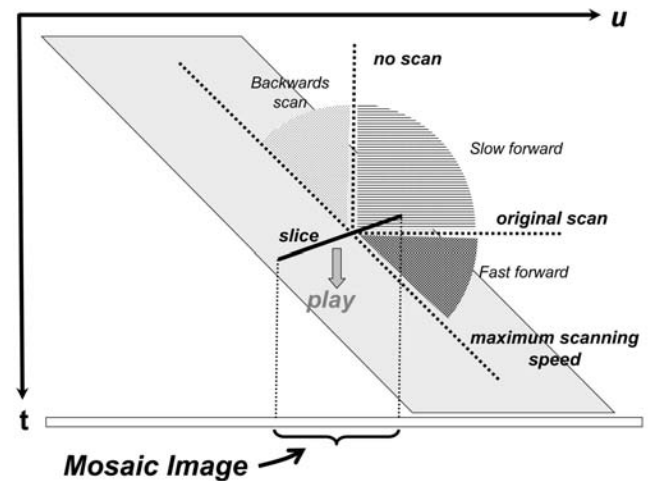 u
no scan
Backwards
scan
Slow forward
original scan
slice
Fast forward
play
maximum scanning
speed
t
Mosaic Image